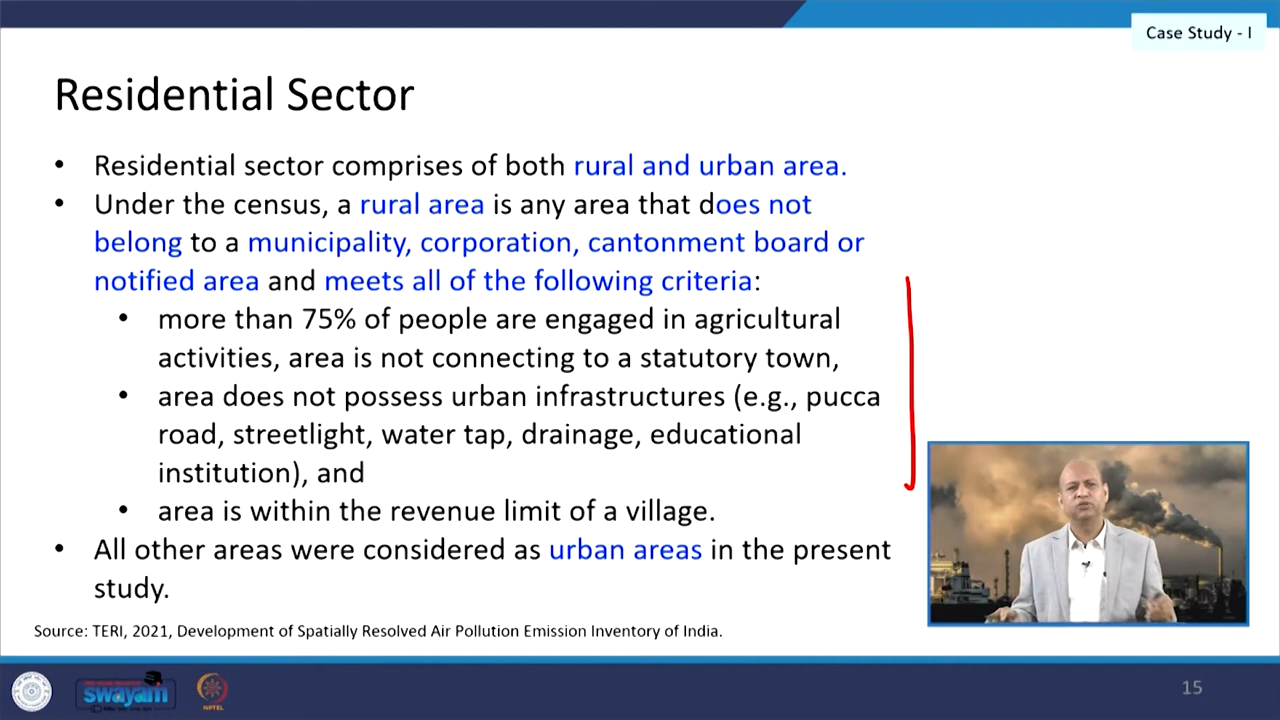 Case Study - I
Residential Sector
• Residential sector comprises of both rural and urban area.
• Under the census, a rural area is any area that does not
belong to a municipality, corporation, cantonment board or
notified area and meets all of the following criteria:
• more than 75% of people are engaged in agricultural
activities, area is not connecting to a statutory town,
• area does not possess urban infrastructures (e.g., pucca
road, streetlight, water tap, drainage, educational
institution), and
• area is within the revenue limit of a village.
• All other areas were considered as urban areas in the present
study.
Source: TERI, 2021, Development of Spatially Resolved Air Pollution Emission Inventory of India.
swayam
NPTEL
15